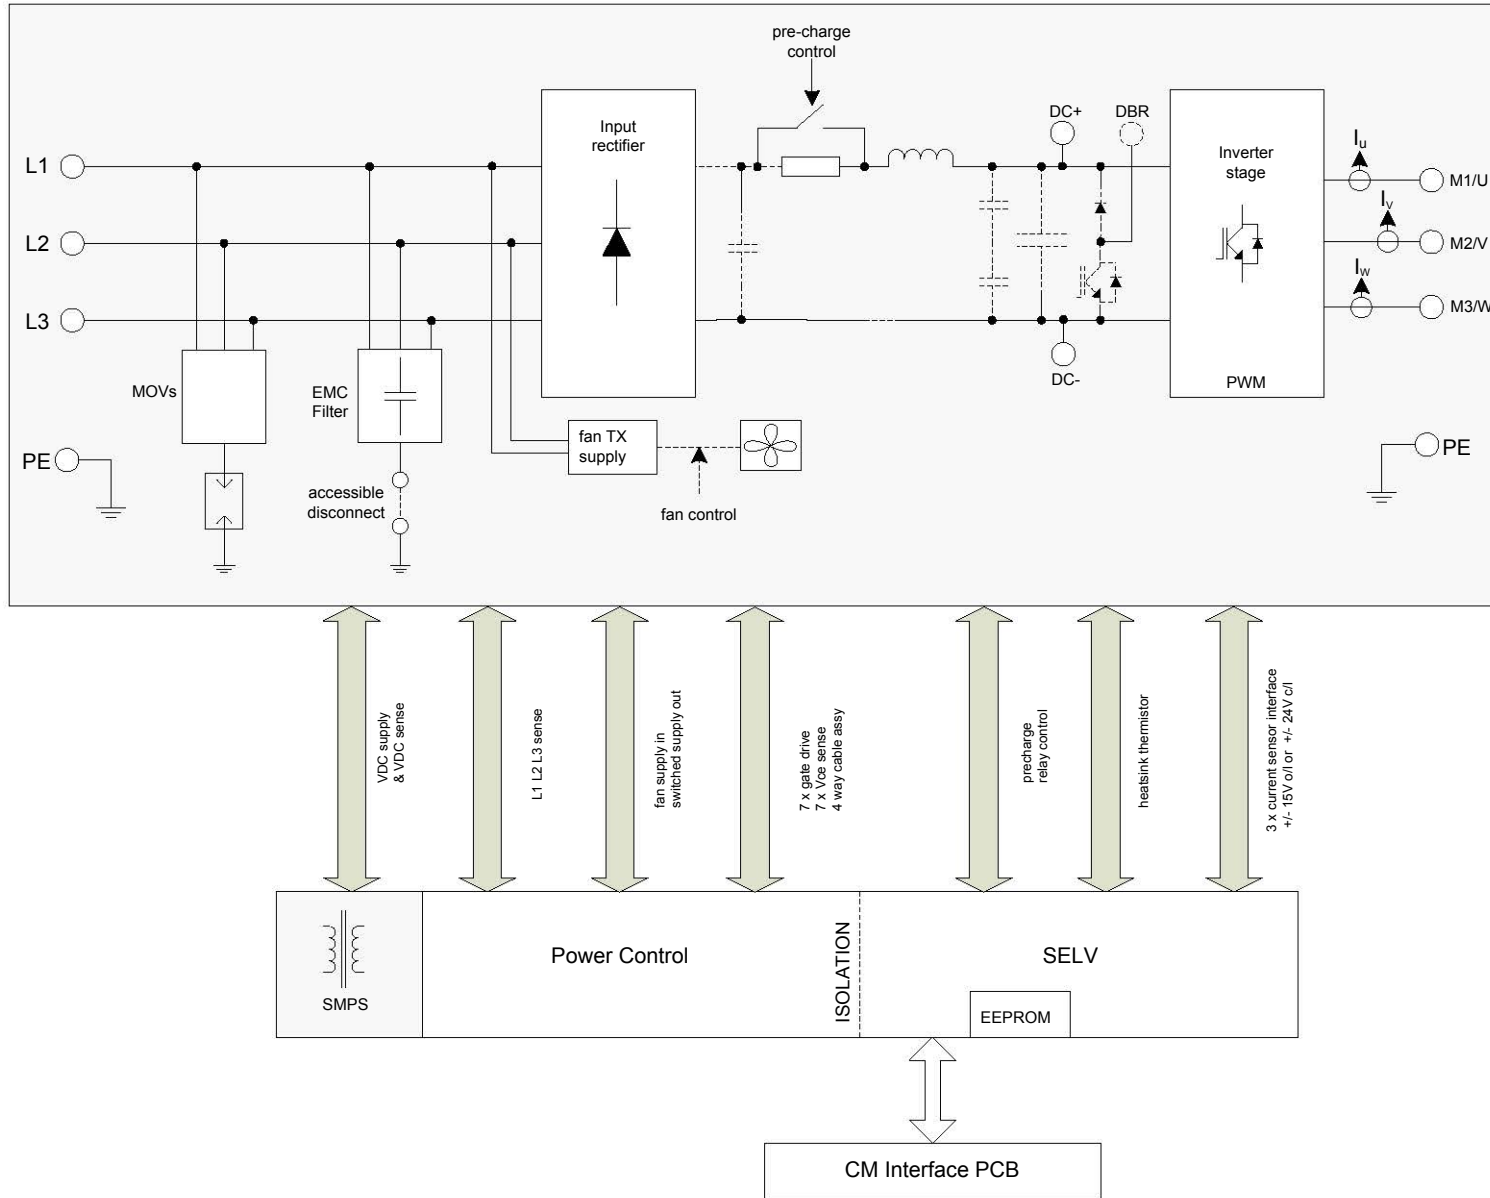 pre-charge
control
Input
rectifier
DC+
DBR
Inverter
stage
Iu
L1
M1/U
Iv
L2
M2/V
Iw
L3
M3/W
DC-
PWM
MOVs
EMC
Filter
fan TX
supply
PE
PE
accessible
disconnect
fan control
VDC supply
& VDC sense
L1 L2 L3 sense
fan supply in
switched supply out
7 x gate drive
7 x Vce sense
4 way cable assy
precharge
relay control
heatsink thermistor
3 x current sensor interface
+/- 15V o/l or +/- 24V c/l
SMPS
Power Control
ISOLATION
SELV
EEPROM
CM Interface PCB